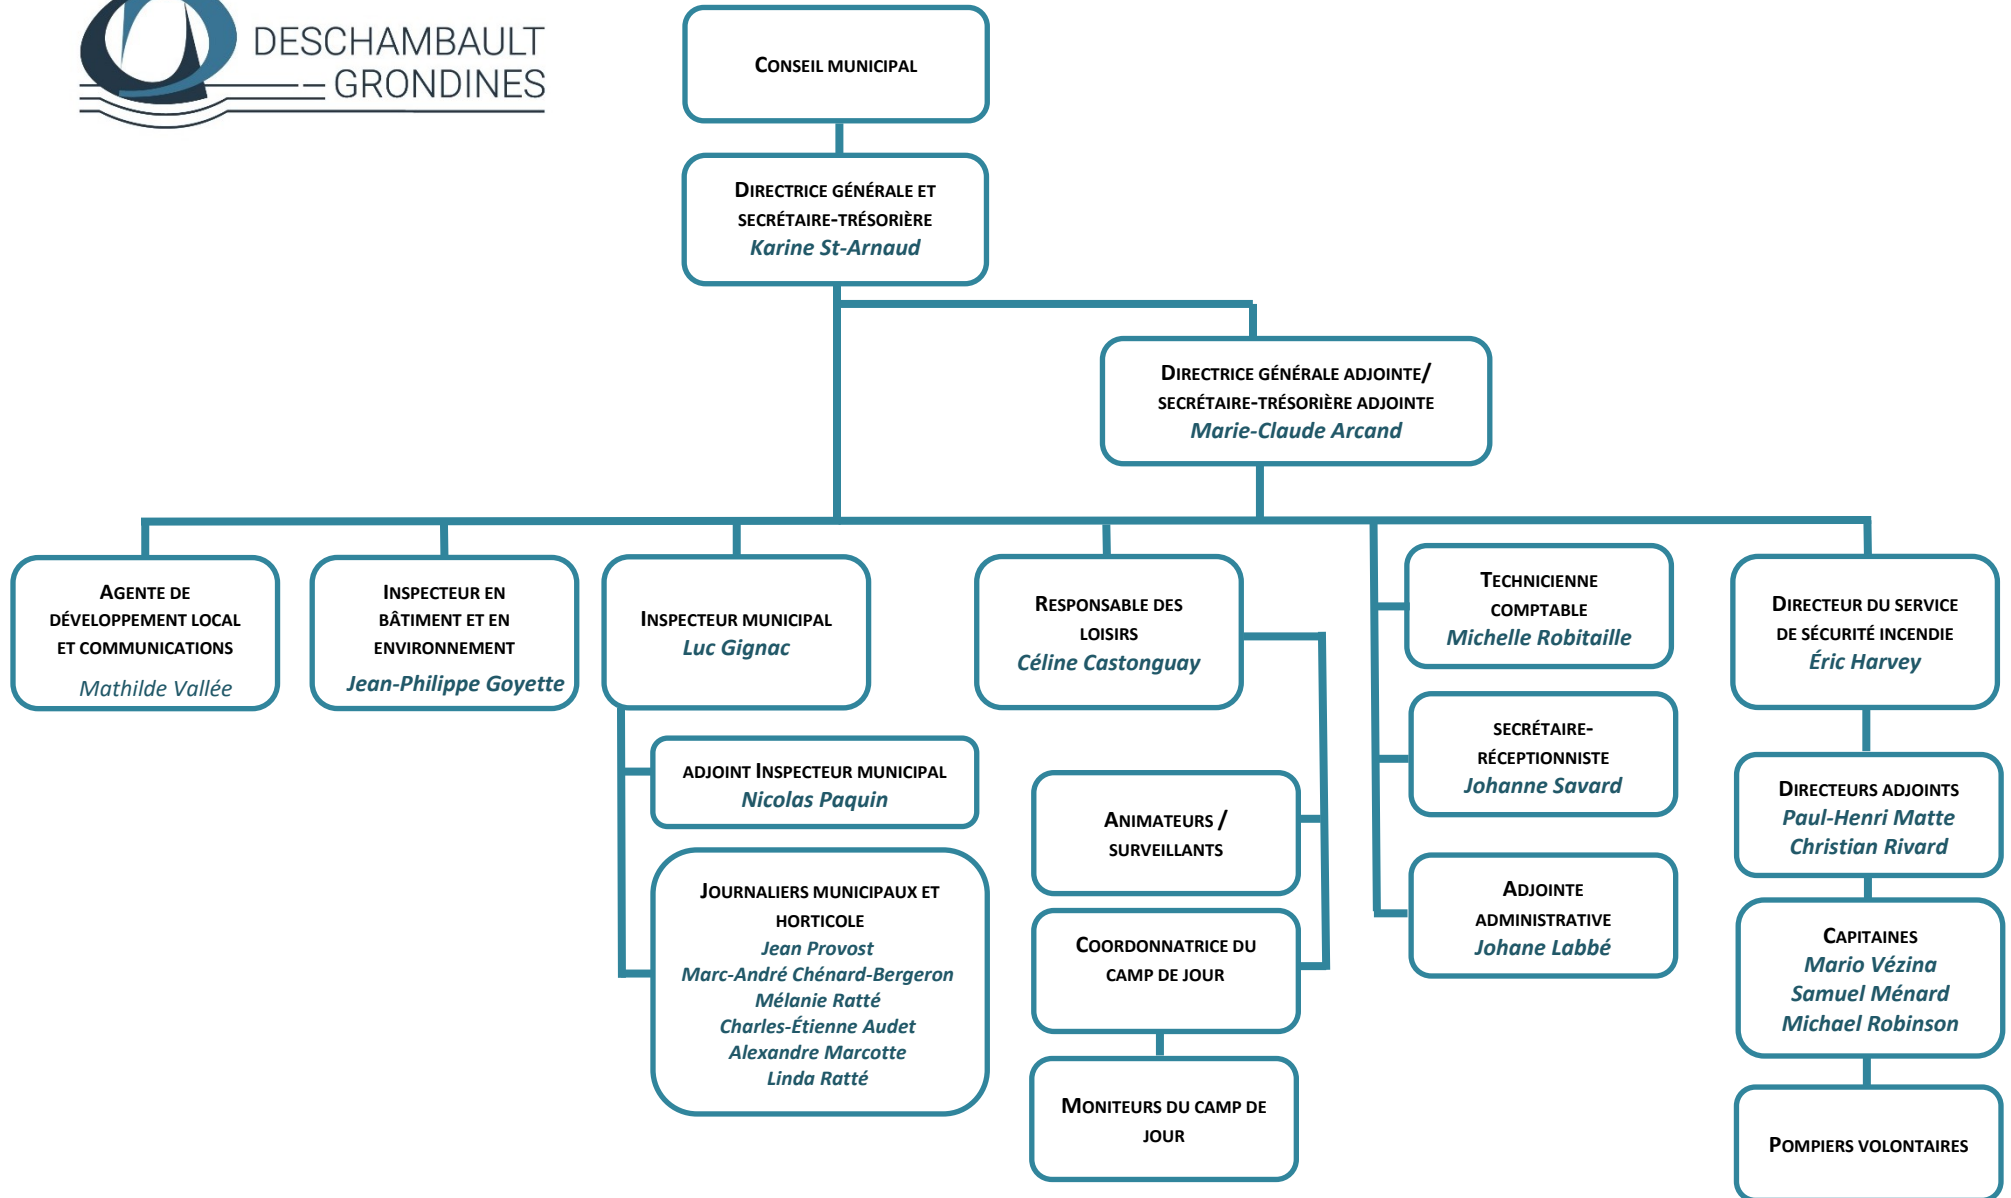 DESCHAMBAULT
GRONDINES
CONSEIL MUNICIPAL
DIRECTRICE GÉNÉRALE ET
SECRÉTAIRE-TRÉSORIÈRE
Karine St-Arnaud
DIRECTRICE GÉNÉRALE ADJOINTE/
SECRÉTAIRE-TRÉSORIÈRE ADJOINTE
Marie-Claude Arcand
AGENTE DE
DÉVELOPPEMENT LOCAL
ET COMMUNICATIONS
Mathilde Vallée
INSPECTEUR EN
BÂTIMENT ET EN
ENVIRONNEMENT
Jean-Philippe Goyette
INSPECTEUR MUNICIPAL
Luc Gignac
ADJOINT INSPECTEUR MUNICIPAL
Nicolas Paquin
JOURNALIERS MUNICIPAUX ET
HORTICOLE
Jean Provost
Marc-André Chénard-Bergeron
Mélanie Ratté
Charles-Étienne Audet
Alexandre Marcotte
Linda Ratté
RESPONSABLE DES
LOISIRS
Céline Castonguay
ANIMATEURS /
SURVEILLANTS
COORDONNATRICE DU
CAMP DE JOUR
MONITEURS DU CAMP DE
JOUR
TECHNICIENNE
COMPTABLE
Michelle Robitaille
SECRÉTAIRE-
RÉCEPTIONNISTE
Johanne Savard
ADJOINTE
ADMINISTRATIVE
Johane Labbé
DIRECTEUR DU SERVICE
DE SÉCURITÉ INCENDIE
Éric Harvey
DIRECTEURS ADJOINTS
Paul-Henri Matte
Christian Rivard
CAPITAINES
Mario Vézina
Samuel Ménard
Michael Robinson
POMPIERS VOLONTAIRES